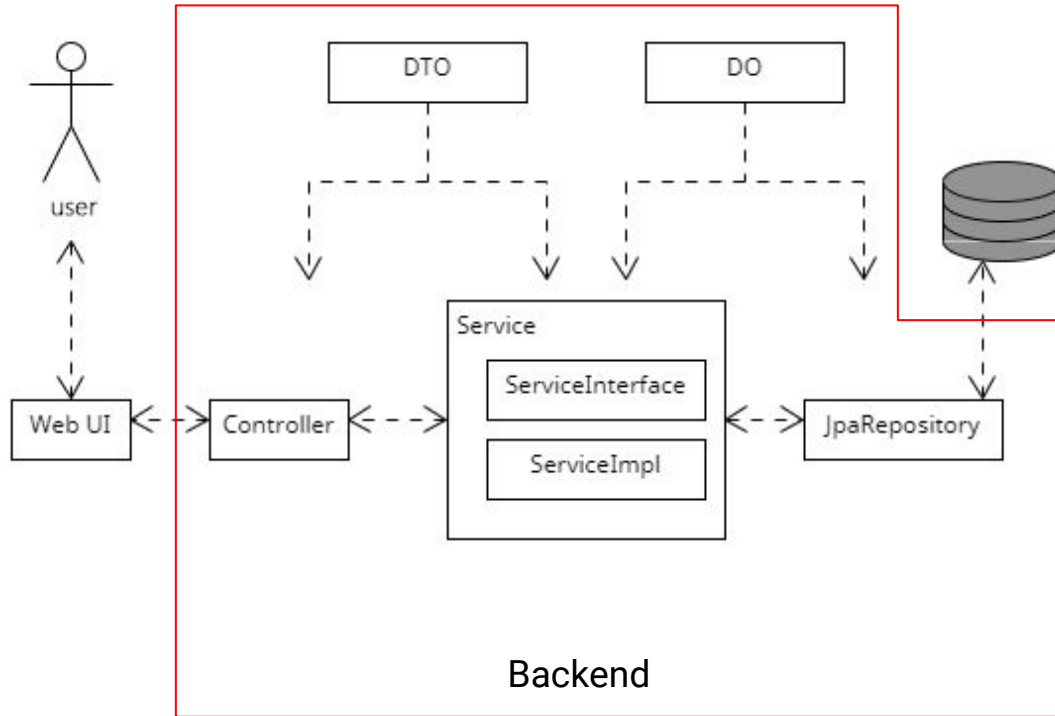 DTO
DO
user
Service
ServiceInterface
Web UI
Controller
JpaRepository
ServiceImpl
Backend